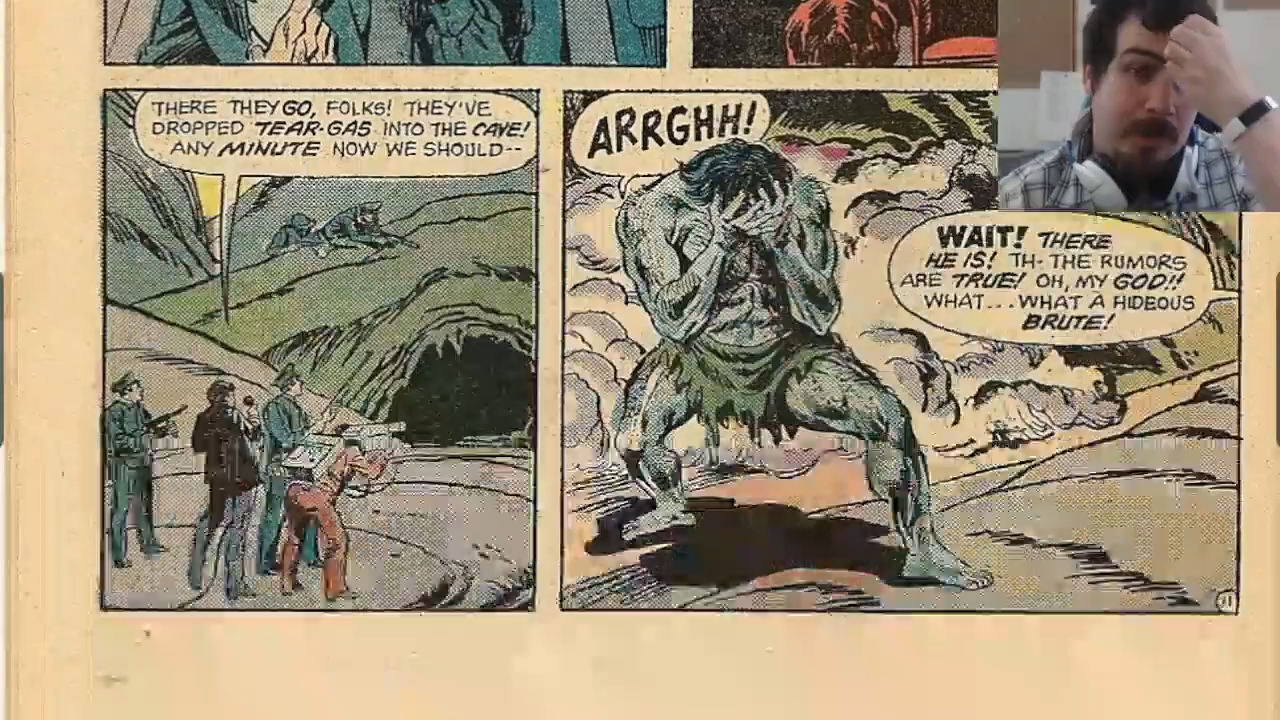 THERE THEY GO, FOLKS! THEY'VE
DROPPED TEAR-GAS INTO THE CAVE!
ANY MINUTE NOW WE SHOULD--
ARRGHH!
WAIT! THERE
HE IS! TH- THE RUMORS
ARE TRUE! OH, MY GOD!!
WHAT...WHAT A HIDEOUS
BRUTE!